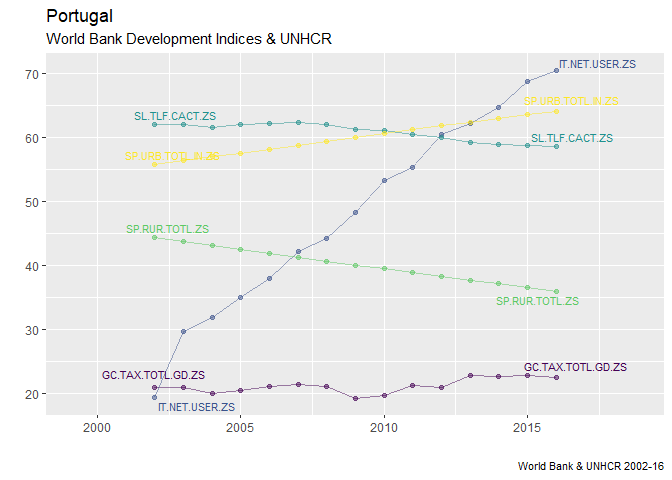 Portugal
World Bank Development Indices & UNHCR
70
60
50
40
30
20
IT.NET.USER.ZS
SP.URB.TOTL.IN.ZS
SL.TLF.CACT.ZS
SL.TLF.CACT.ZS
SP.URB.TOTL.IN.ZS
SP.RUR.TOTL.ZS
SP.RUR.TOTL.ZS
GC.TAX.TOTL.GD.ZS
GC.TAX.TOTL.GD.ZS
IT.NET.USER.ZS
2000
2005
2010
2015
World Bank & UNHCR 2002-16